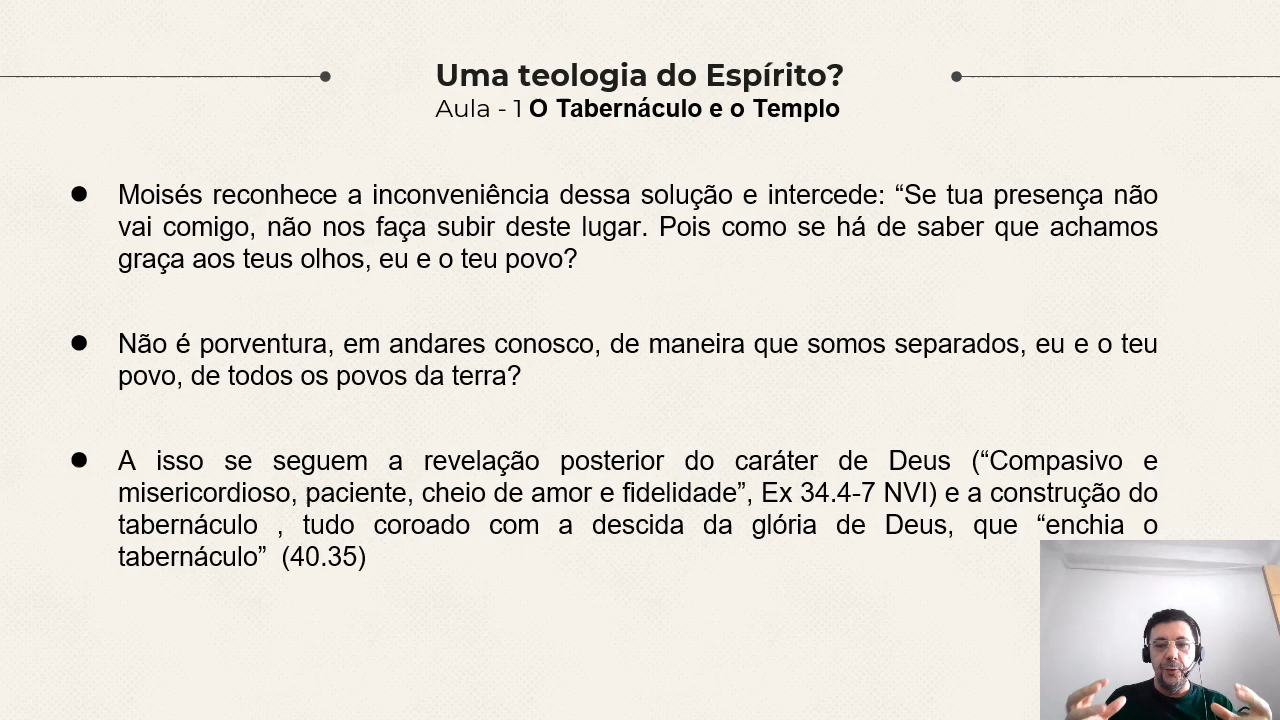 Uma teologia do Espírito?
Aula - 1 O Tabernáculo e o Templo
● Moisés reconhece a inconveniência dessa solução e intercede: “Se tua presença não
vai comigo, não nos faça subir deste lugar. Pois como se há de saber que achamos
graça aos teus olhos, eu e o teu povo?
● Não é porventura, em andares conosco, de maneira que somos separados, eu e o teu
povo, de todos os povos da terra?
● A isso se seguem a revelação posterior do caráter de Deus (“Compasivo e
misericordioso, paciente, cheio de amor e fidelidade”, Ex 34.4-7 NVI) e a construção do
tabernáculo , tudo coroado com a descida da glória de Deus, que “enchia o
tabernáculo” (40.35)